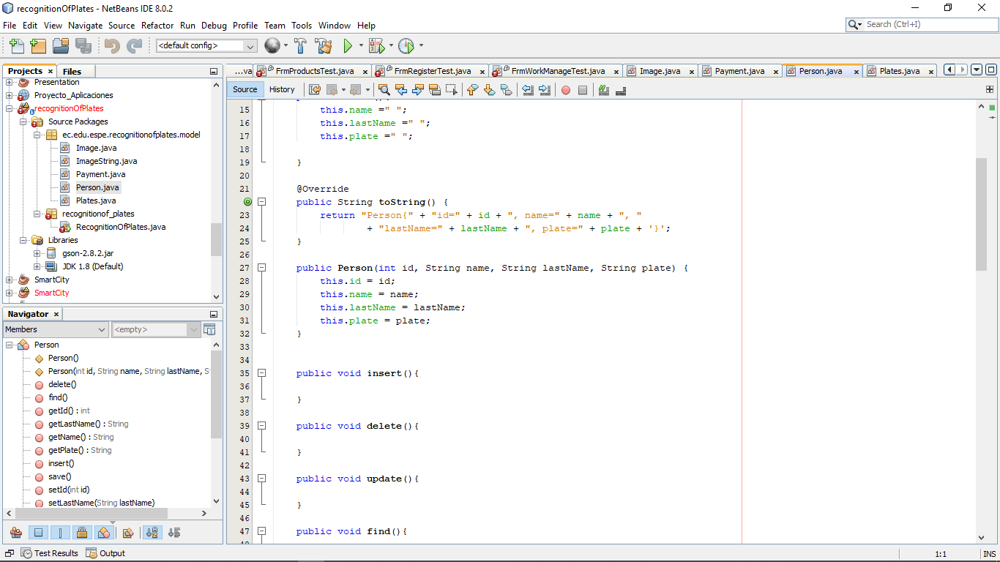 recognitionOfPlates - NetBeans IDE 8.0.2
File Edit View Navigate Source Refactor Run Debug Profile Team Tools Window Help
Search (Ctrl+I)
<default config>
Projects Files
Presentation
Proyecto_Aplicaciones
recognitionOfPlates
Source Packages
ec.edu.espe.recognitionofplates.model
Image.java
ImageString.java
Payment.java
Person.java
Plates.java
recognitionof_plates
RecognitionOfPlates.java
Libraries
gson-2.8.2.jar
JDK 1.8 (Default)
SmartCity
SmartCity
Navigator
Members <empty>
Person
Person()
Person(int id, String name, String lastName, S
delete()
find()
getId() : int
getLastName() : String
getName() : String
getPlate() : String
insert()
save()
setId(int id)
setLastName(String lastName)
...va FrmProductsTest.java FrmRegisterTest.java FrmWorkManageTest.java Image.java Payment.java Person.java Plates.java
Source History
15 this.name =" ";
16 this.lastName =" ";
17 this.plate =" ";
18
19 }
20
21 @Override
public String toString() {
23 return "Person{" + "id=" + id + ", name=" + name + ", "
24 + "lastName=" + lastName + ", plate=" + plate + '}';
25 }
26
27 public Person(int id, String name, String lastName, String plate) {
28 this.id = id;
29 this.name = name;
30 this.lastName = lastName;
31 this.plate = plate;
32 }
33
34
35 public void insert(){
36
37 }
38
39 public void delete(){
40
41 }
42
43 public void update(){
44
45 }
46
47 public void find(){
Test Results Output
1:1 INS